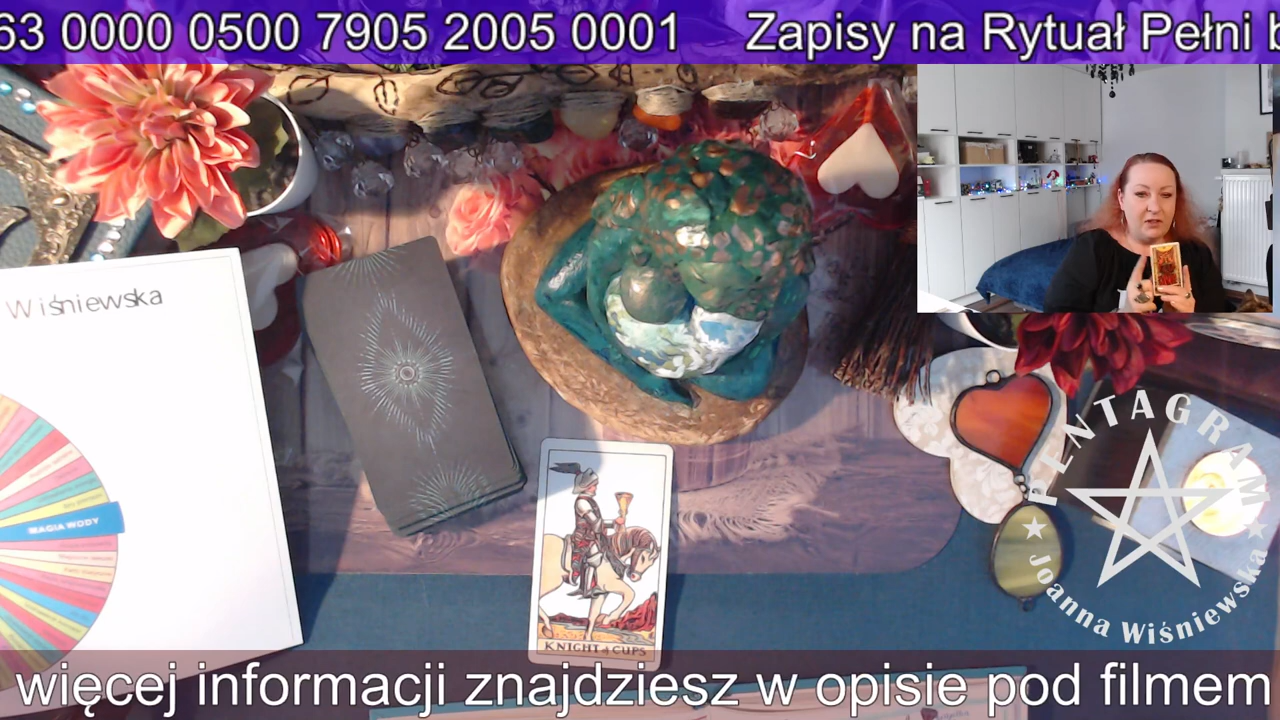 63 0000 0500 7905 2005 0001 Zapisy na Rytuał Pełni b
Wiśniewska
MAGIA WODY
KNIGHT of CUPS
PENTAGRAM
Joanna Wiśniewska
więcej informacji znajdziesz w opisie pod filmem